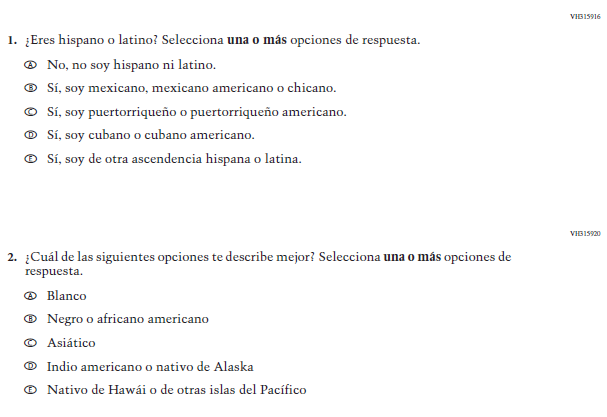 VH315916
1. ¿Eres hispano o latino? Selecciona una o más opciones de respuesta.
A No, no soy hispano ni latino.
B Sí, soy mexicano, mexicano americano o chicano.
C Sí, soy puertorriqueño o puertorriqueño americano.
D Sí, soy cubano o cubano americano.
E Sí, soy de otra ascendencia hispana o latina.
VH315920
2. ¿Cuál de las siguientes opciones te describe mejor? Selecciona una o más opciones de
respuesta.
A Blanco
B Negro o africano americano
C Asiático
D Indio americano o nativo de Alaska
E Nativo de Hawái o de otras islas del Pacífico